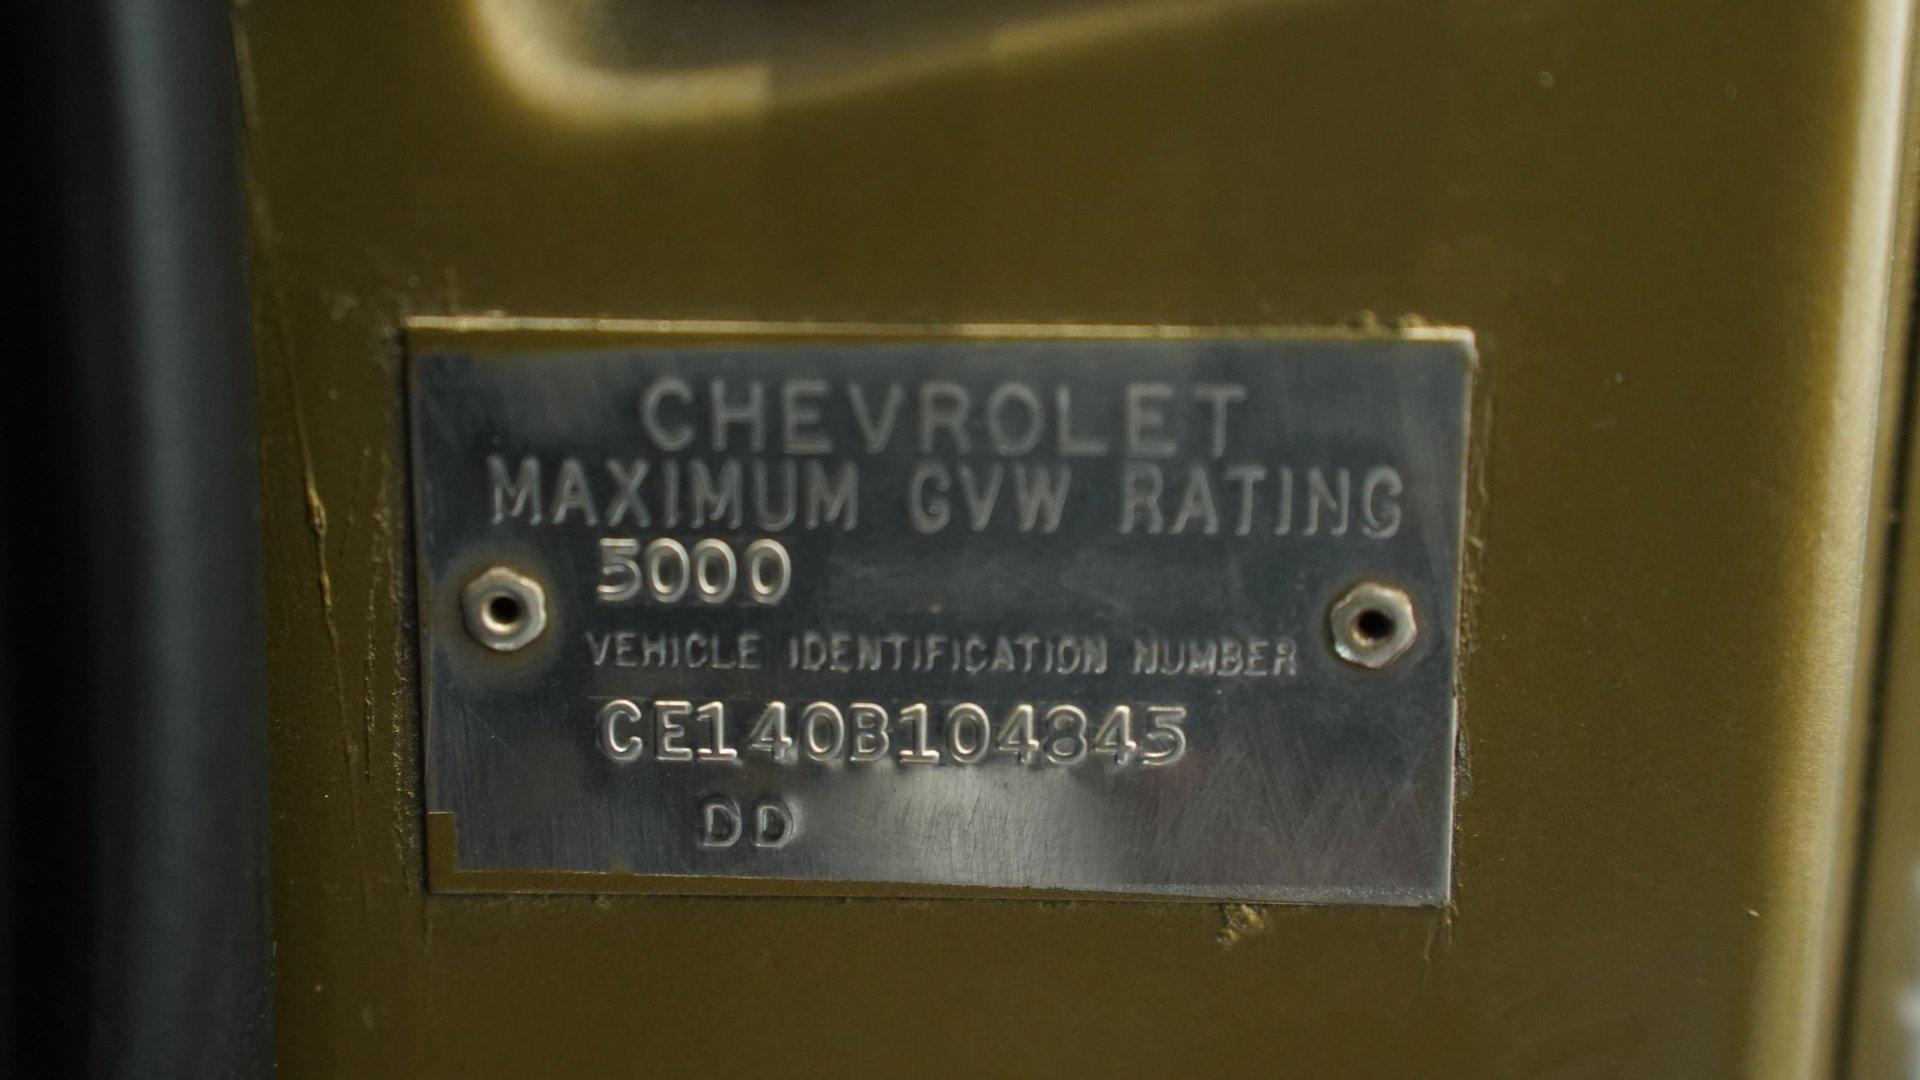 CHEVROLET
MAXIMUM GVW RATING
5000
VEHICLE IDENTIFICATION NUMBER
CE140B104845
DD